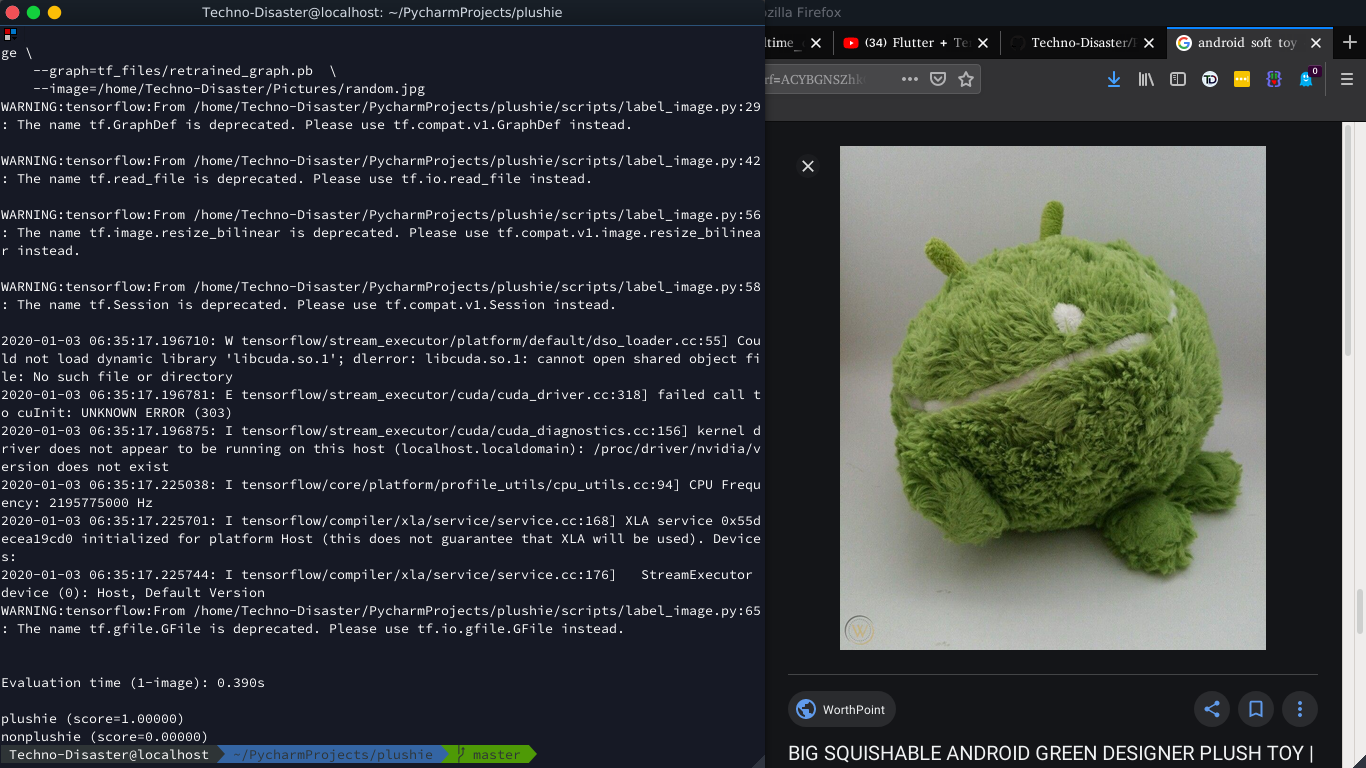 Techno-Disaster@localhost: ~/PycharmProjects/plushie
ge \
--graph=tf_files/retrained_graph.pb  \
--image=/home/Techno-Disaster/Pictures/random.jpg
WARNING:tensorflow:From /home/Techno-Disaster/PycharmProjects/plushie/scripts/label_image.py:29
: The name tf.GraphDef is deprecated. Please use tf.compat.v1.GraphDef instead.
WARNING:tensorflow:From /home/Techno-Disaster/PycharmProjects/plushie/scripts/label_image.py:42
: The name tf.read_file is deprecated. Please use tf.io.read_file instead.
WARNING:tensorflow:From /home/Techno-Disaster/PycharmProjects/plushie/scripts/label_image.py:56
: The name tf.image.resize_bilinear is deprecated. Please use tf.compat.v1.image.resize_bilinea
r instead.
WARNING:tensorflow:From /home/Techno-Disaster/PycharmProjects/plushie/scripts/label_image.py:58
: The name tf.Session is deprecated. Please use tf.compat.v1.Session instead.
2020-01-03 06:35:17.196710: W tensorflow/stream_executor/platform/default/dso_loader.cc:55] Cou
ld not load dynamic library 'libcuda.so.1'; dlerror: libcuda.so.1: cannot open shared object fi
le: No such file or directory
2020-01-03 06:35:17.196781: E tensorflow/stream_executor/cuda/cuda_driver.cc:318] failed call t
o cuInit: UNKNOWN ERROR (303)
2020-01-03 06:35:17.196875: I tensorflow/stream_executor/cuda/cuda_diagnostics.cc:156] kernel d
river does not appear to be running on this host (localhost.localdomain): /proc/driver/nvidia/v
ersion does not exist
2020-01-03 06:35:17.225038: I tensorflow/core/platform/profile_utils/cpu_utils.cc:94] CPU Frequ
ency: 2195775000 Hz
2020-01-03 06:35:17.225701: I tensorflow/compiler/xla/service/service.cc:168] XLA service 0x55d
ecea19cd0 initialized for platform Host (this does not guarantee that XLA will be used). Device
s:
2020-01-03 06:35:17.225744: I tensorflow/compiler/xla/service/service.cc:176]   StreamExecutor
device (0): Host, Default Version
WARNING:tensorflow:From /home/Techno-Disaster/PycharmProjects/plushie/scripts/label_image.py:65
: The name tf.gfile.GFile is deprecated. Please use tf.io.gfile.GFile instead.
Evaluation time (1-image): 0.390s
plushie (score=1.00000)
nonplushie (score=0.00000)
Techno-Disaster@localhost ~/PycharmProjects/plushie master
zilla Firefox
ltime_ (34) Flutter + Te Techno-Disaster/ android soft toy
rf=ACYBGNSZhk
TD 0
W
WorthPoint
BIG SQUISHABLE ANDROID GREEN DESIGNER PLUSH TOY |